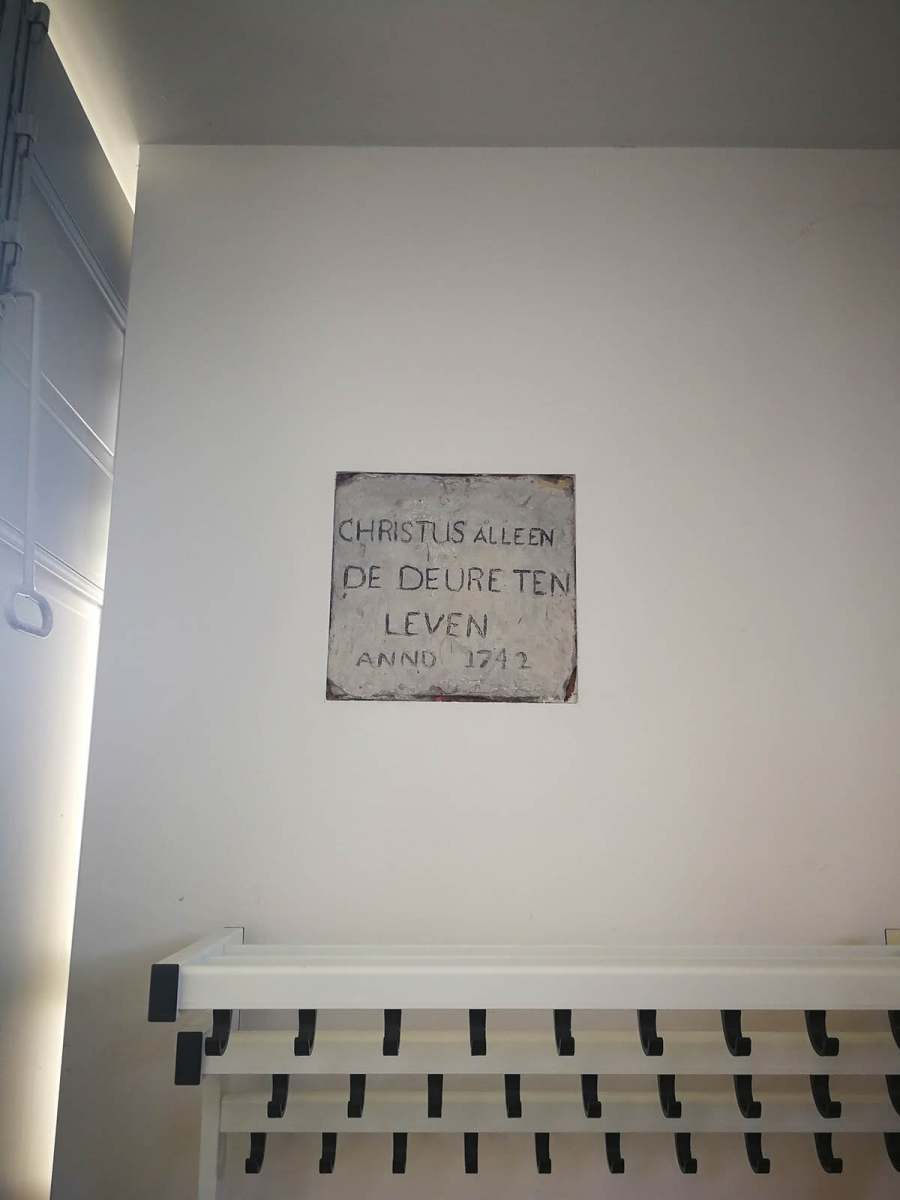 CHRISTUS ALLEEN
DE DEURE TEN
LEVEN
ANNO 1742